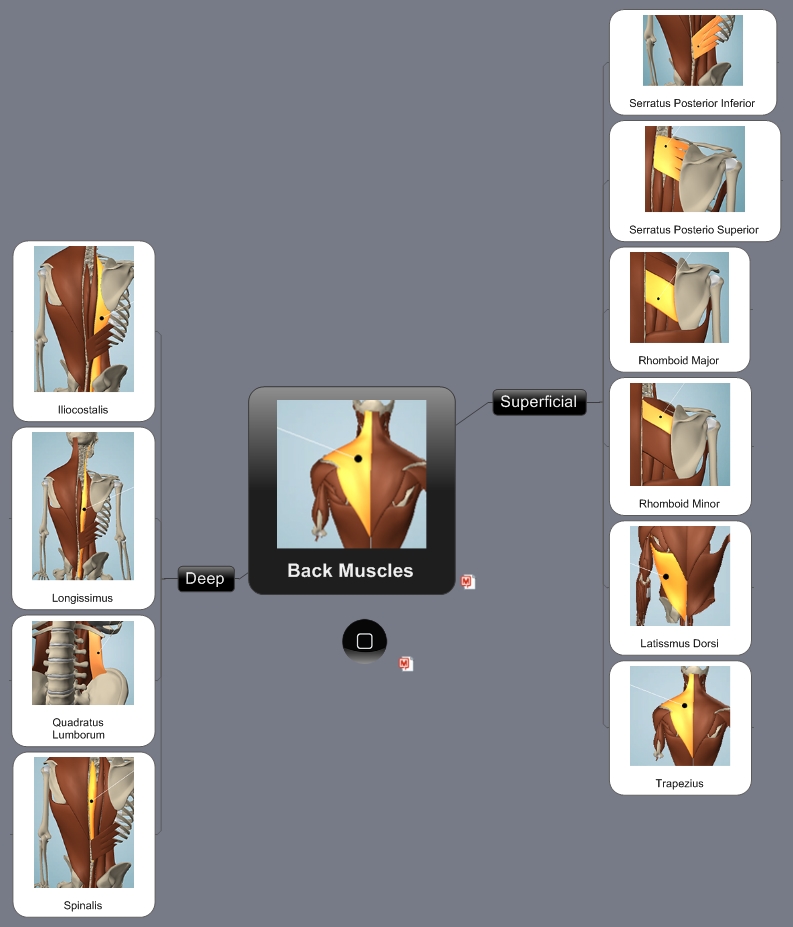 Serratus Posterior Inferior
Serratus Posterio Superior
Rhomboid Major
Rhomboid Minor
Latissmus Dorsi
Trapezius
Superficial
Back Muscles
Deep
Iliocostalis
Longissimus
Quadratus
Lumborum
Spinalis